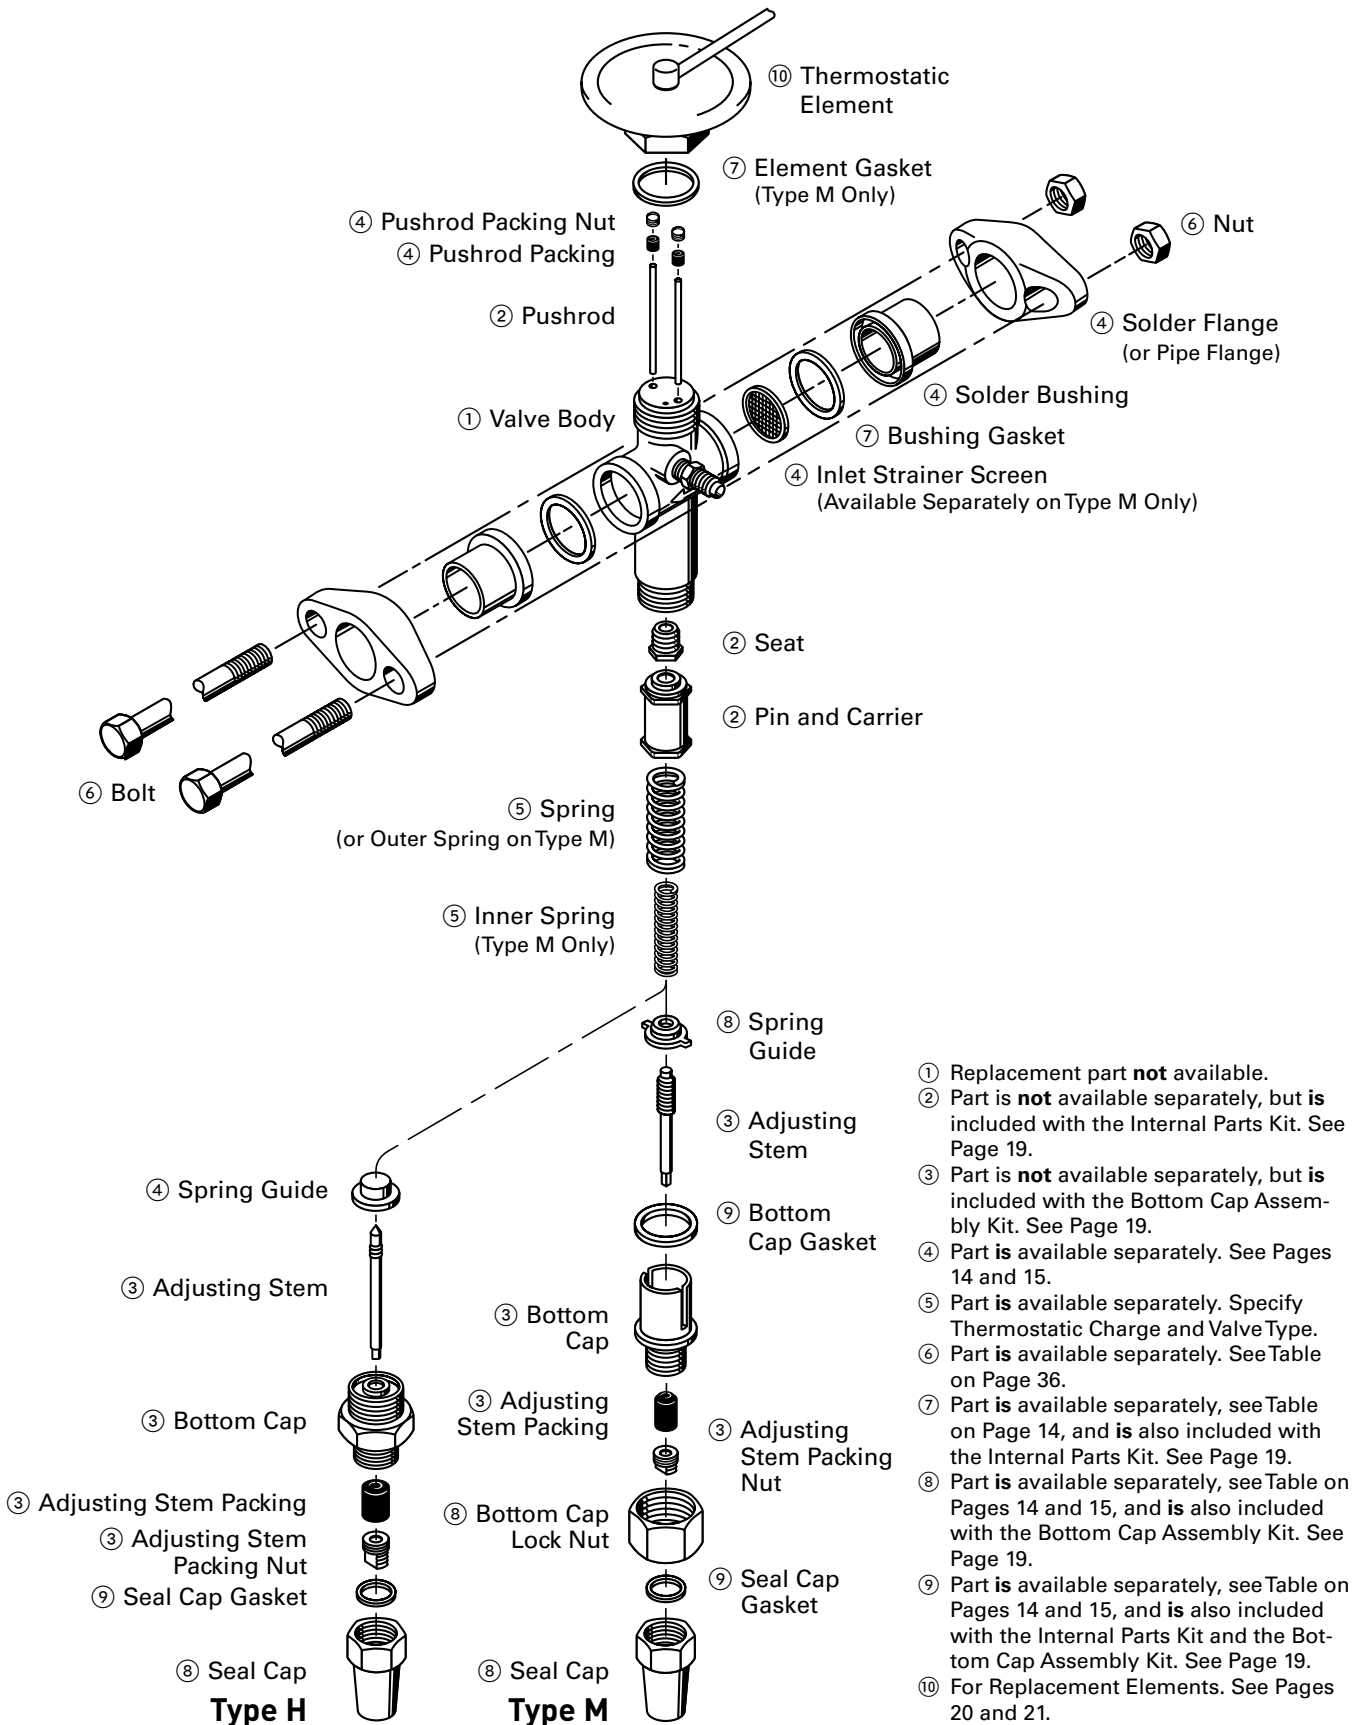 ⑩ Thermostatic
Element
⑦ Element Gasket
(Type M Only)
④ Pushrod Packing Nut
④ Pushrod Packing
⑥ Nut
② Pushrod
④ Solder Flange
(or Pipe Flange)
④ Solder Bushing
① Valve Body
⑦ Bushing Gasket
④ Inlet Strainer Screen
(Available Separately on Type M Only)
② Seat
② Pin and Carrier
⑥ Bolt
⑤ Spring
(or Outer Spring on Type M)
⑤ Inner Spring
(Type M Only)
⑧ Spring
Guide
③ Adjusting
Stem
④ Spring Guide
⑨ Bottom
Cap Gasket
③ Adjusting Stem
③ Bottom
Cap
③ Bottom Cap
③ Adjusting
Stem Packing
③ Adjusting
Stem Packing
Nut
③ Adjusting Stem Packing
⑧ Bottom Cap
Lock Nut
③ Adjusting Stem
Packing Nut
⑨ Seal Cap Gasket
⑨ Seal Cap
Gasket
⑧ Seal Cap
Type H
⑧ Seal Cap
Type M
① Replacement part not available.
② Part is not available separately, but is
included with the Internal Parts Kit. See
Page 19.
③ Part is not available separately, but is
included with the Bottom Cap Assem-
bly Kit. See Page 19.
④ Part is available separately. See Pages
14 and 15.
⑤ Part is available separately. Specify
Thermostatic Charge and Valve Type.
⑥ Part is available separately. See Table
on Page 36.
⑦ Part is available separately, see Table
on Page 14, and is also included with
the Internal Parts Kit. See Page 19.
⑧ Part is available separately, see Table on
Pages 14 and 15, and is also included
with the Bottom Cap Assembly Kit. See
Page 19.
⑨ Part is available separately, see Table on
Pages 14 and 15, and is also included
with the Internal Parts Kit and the Bot-
tom Cap Assembly Kit. See Page 19.
⑩ For Replacement Elements. See Pages
20 and 21.